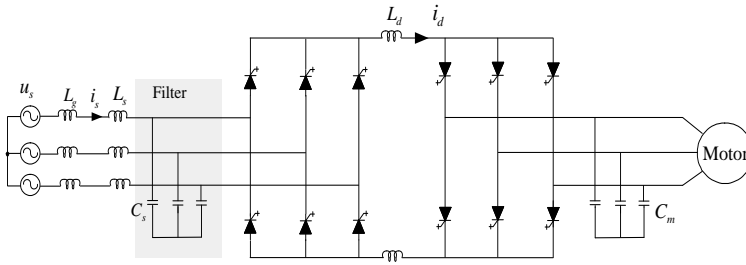 L_d
i_d
u_s
L_g
i_s
L_s
Filter
Motor
C_s
C_m